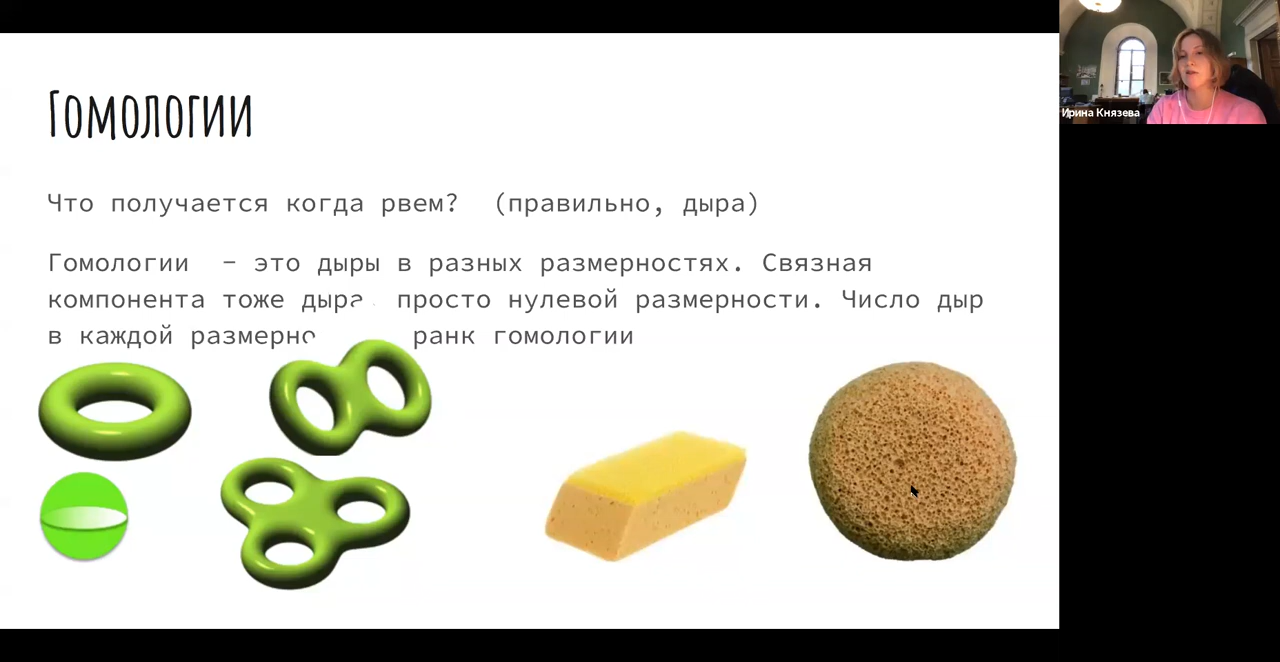 Гомологии
Что получается когда рвем? (правильно, дыра)
Гомологии - это дыры в разных размерностях. Связная
компонента тоже дыра просто нулевой размерности. Число дыр
в каждой размерно ранк гомологии
Ирина Князева